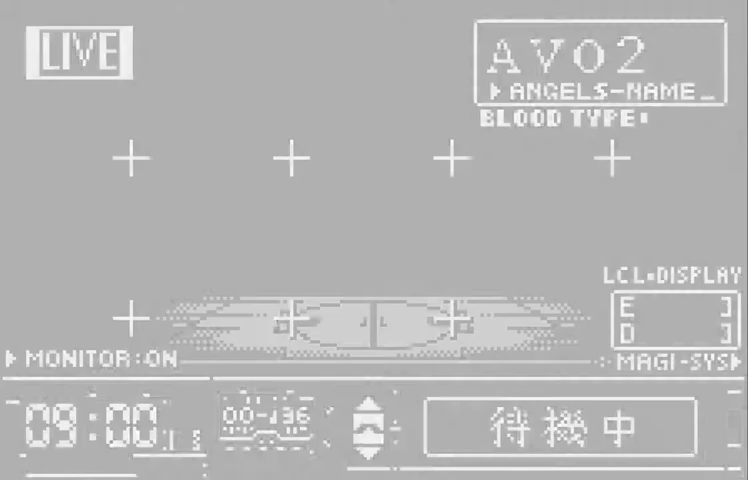 LIVE
AV02
ANGELS-NAME_
BLOOD TYPE:
LCL-DISPLAY
E
D
MONITOR:ON
MAGI-SYS
09:00
待機中